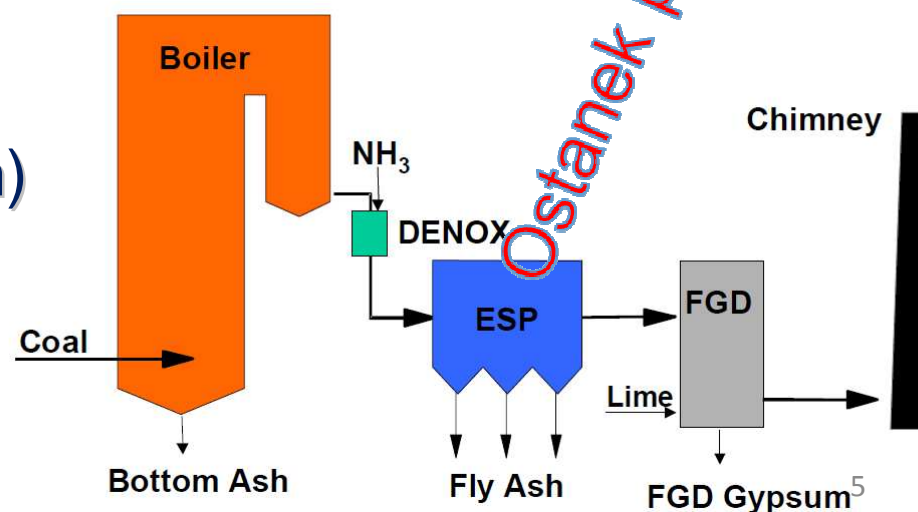 Boiler
Chimney
NH₃
DENOX
ESP
FGD
Coal
Lime
Bottom Ash
Fly Ash
FGD Gypsum
5
Ostanek